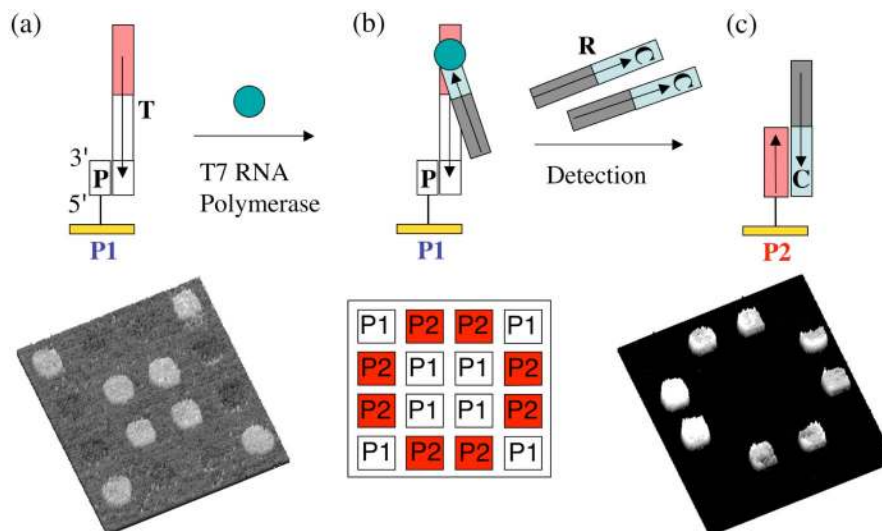 (a)
(b)
(c)
T
3'
P
5'
P1
T7 RNA
Polymerase
P
P1
R
C
C
Detection
C
P2
P1 P2 P2 P1
P2 P1 P1 P2
P2 P1 P1 P2
P1 P2 P2 P1